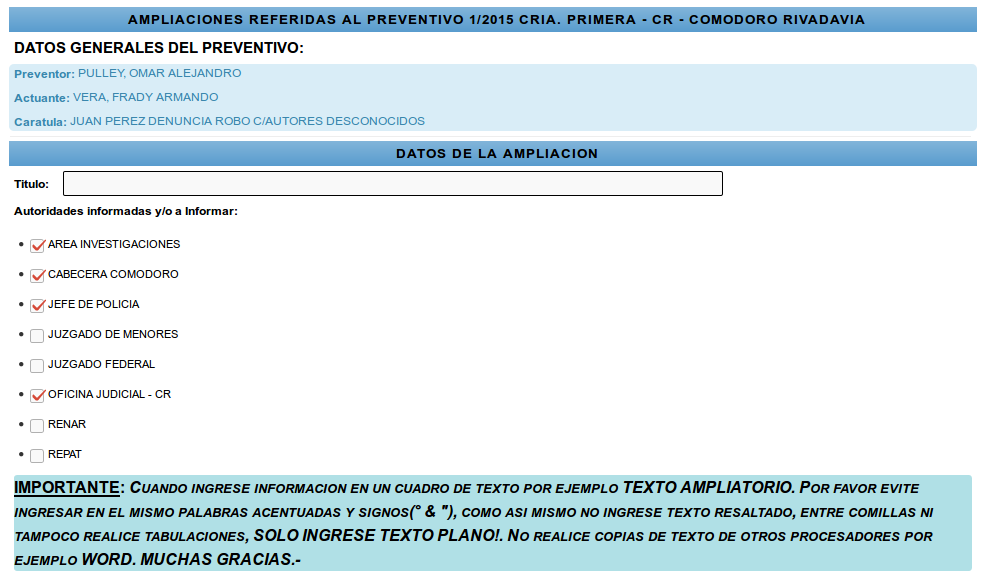 AMPLIACIONES REFERIDAS AL PREVENTIVO 1/2015 CRIA. PRIMERA - CR - COMODORO RIVADAVIA
DATOS GENERALES DEL PREVENTIVO:
Preventor: PULLEY, OMAR ALEJANDRO
Actuante: VERA, FRADY ARMANDO
Caratula: JUAN PEREZ DENUNCIA ROBO C/AUTORES DESCONOCIDOS
DATOS DE LA AMPLIACION
Titulo:
Autoridades informadas y/o a Informar:
AREA INVESTIGACIONES
CABECERA COMODORO
JEFE DE POLICIA
JUZGADO DE MENORES
JUZGADO FEDERAL
OFICINA JUDICIAL - CR
RENAR
REPAT
IMPORTANTE: CUANDO INGRESE INFORMACION EN UN CUADRO DE TEXTO POR EJEMPLO TEXTO AMPLIATORIO. POR FAVOR EVITE
INGRESAR EN EL MISMO PALABRAS ACENTUADAS Y SIGNOS(° & "), COMO ASI MISMO NO INGRESE TEXTO RESALTADO, ENTRE COMILLAS NI
TAMPOCO REALICE TABULACIONES, SOLO INGRESE TEXTO PLANO!. NO REALICE COPIAS DE TEXTO DE OTROS PROCESADORES POR
EJEMPLO WORD. MUCHAS GRACIAS.-